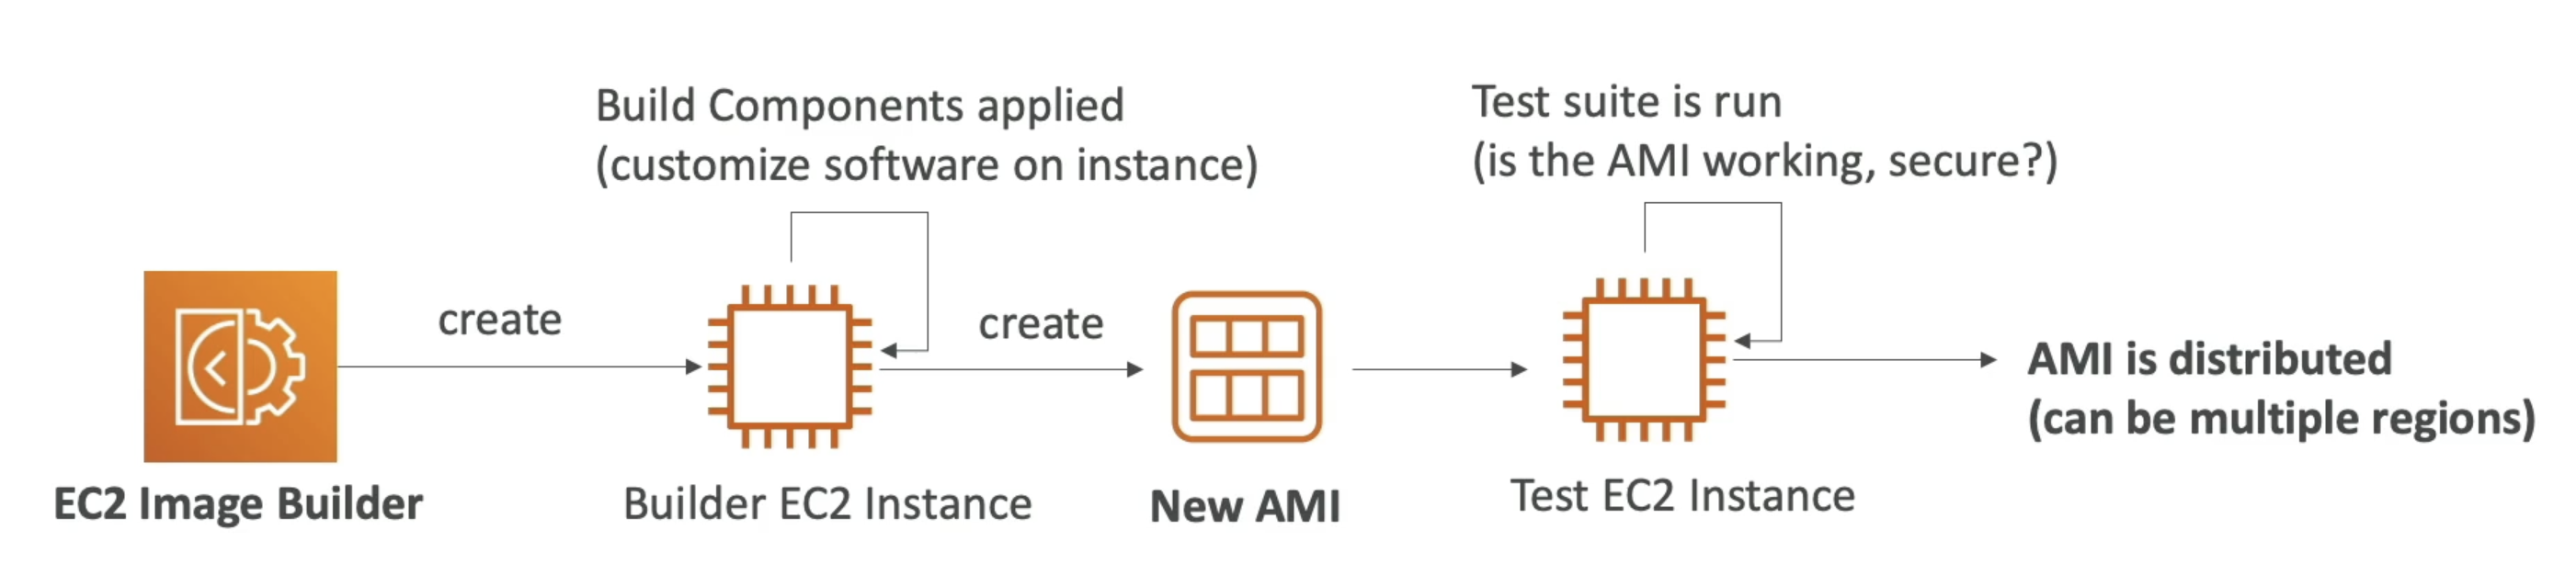 Build Components applied
(customize software on instance)
Test suite is run
(is the AMI working, secure?)
create
create
AMI is distributed
(can be multiple regions)
EC2 Image Builder
Builder EC2 Instance
New AMI
Test EC2 Instance